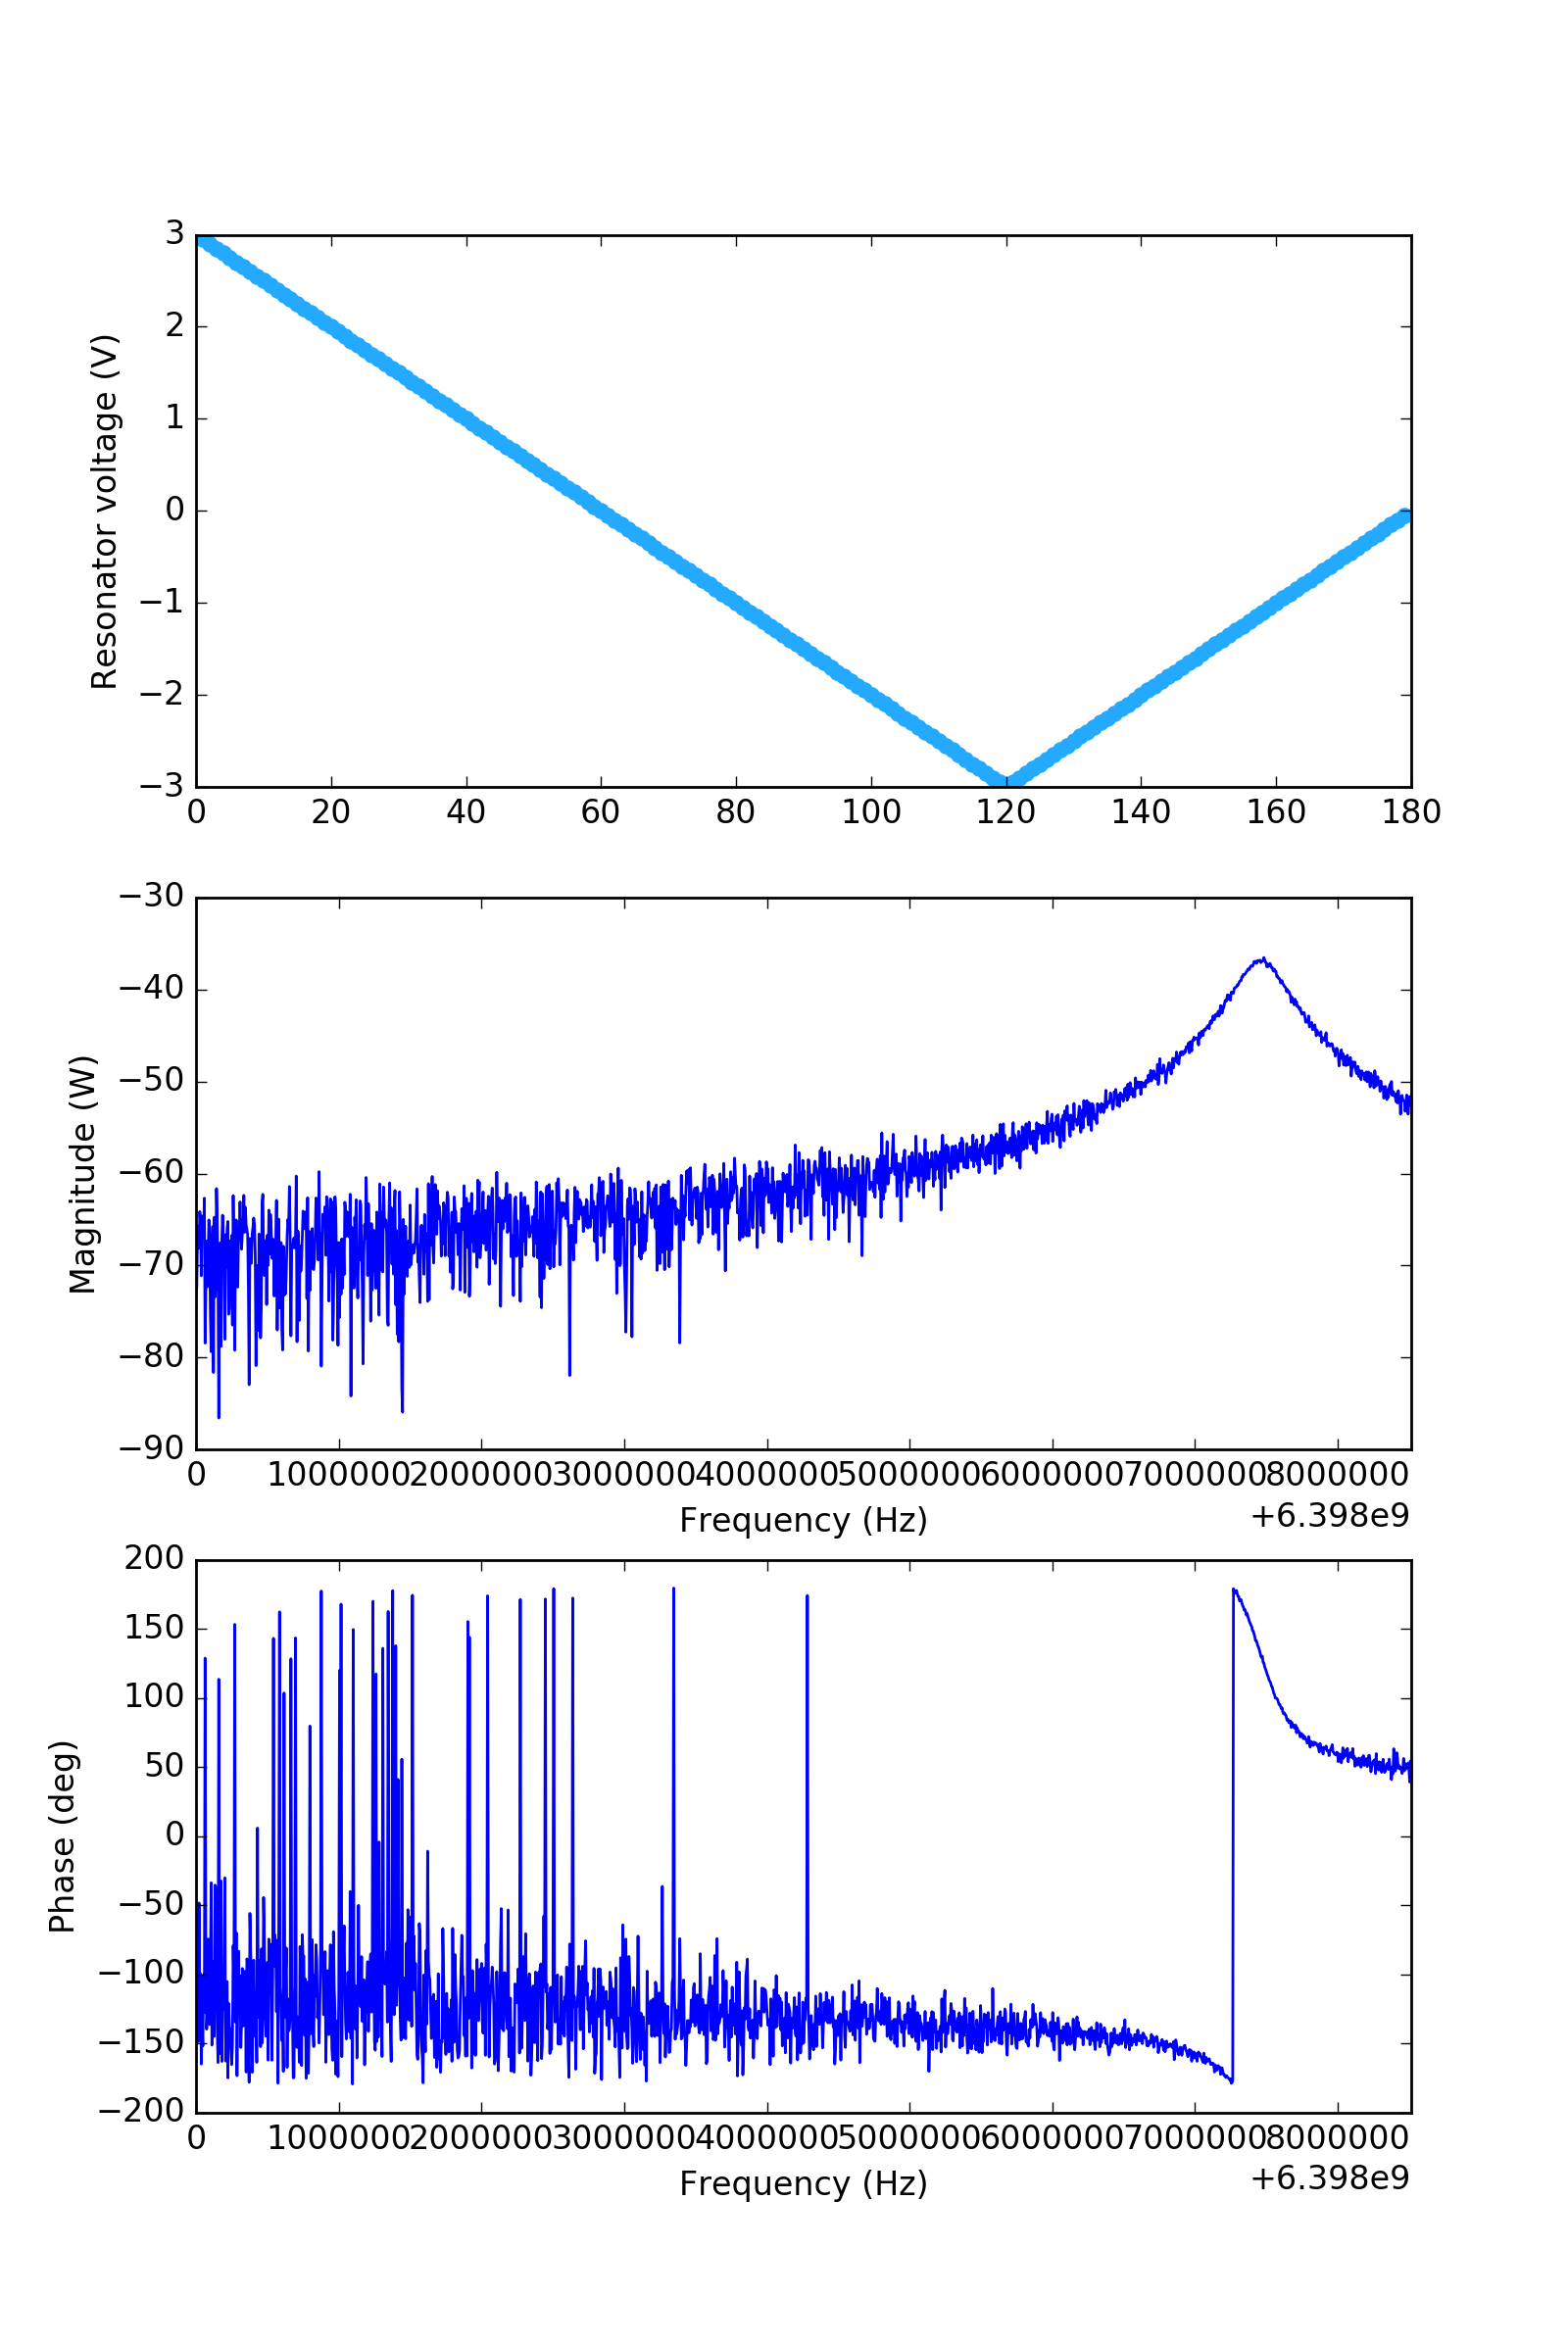 3
2
1
0
−1
−2
−3
Resonator voltage (V)
0 20 40 60 80 100 120 140 160 180
−30
−40
−50
−60
−70
−80
−90
Magnitude (W)
0 1000000 2000000 3000000 4000000 5000000 6000000 7000000 8000000
+6.398e9
Frequency (Hz)
200
150
100
50
0
−50
−100
−150
−200
Phase (deg)
0 1000000 2000000 3000000 4000000 5000000 6000000 7000000 8000000
+6.398e9
Frequency (Hz)